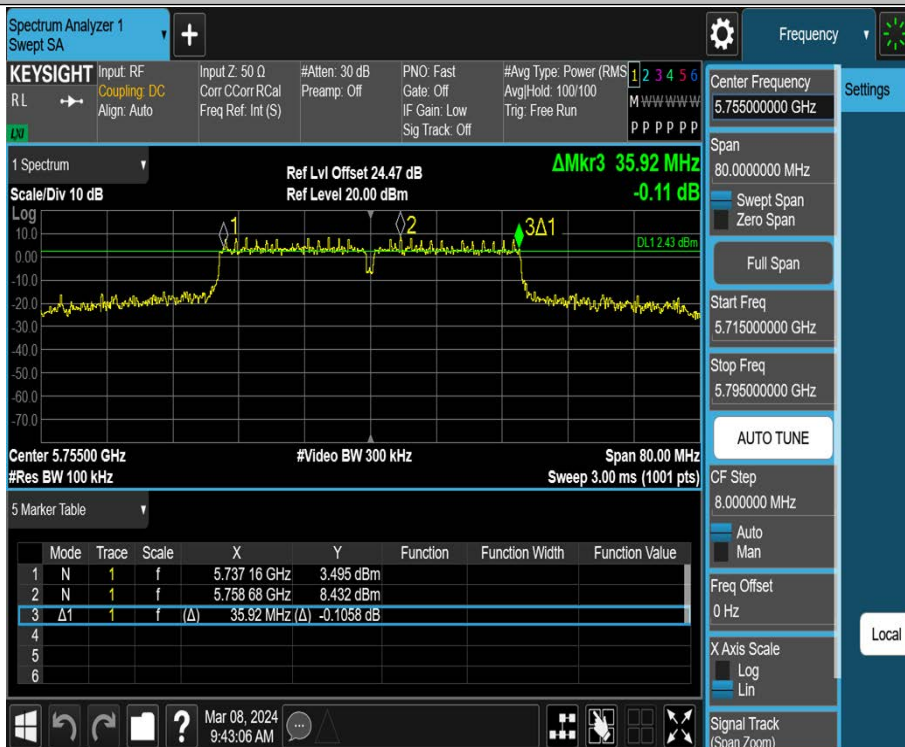 Spectrum Analyzer 1
Swept SA
+
Frequency
KEYSIGHT
RL
LXI
Input: RF
Coupling: DC
Align: Auto
Input Z: 50 Ω
Corr CCorr RCal
Freq Ref: Int (S)
#Atten: 30 dB
Preamp: Off
PNO: Fast
Gate: Off
IF Gain: Low
Sig Track: Off
#Avg Type: Power (RMS
Avg|Hold: 100/100
Trig: Free Run
1 2 3 4 5 6
M W W W W W
P P P P P P
1 Spectrum
Scale/Div 10 dB
Ref Lvl Offset 24.47 dB
Ref Level 20.00 dBm
ΔMkr3 35.92 MHz
-0.11 dB
Log
10.0
0.00
-10.0
-20.0
-30.0
-40.0
-50.0
-60.0
-70.0
1
2
3Δ1
DL1 2.43 dBm
Center 5.75500 GHz
#Res BW 100 kHz
#Video BW 300 kHz
Span 80.00 MHz
Sweep 3.00 ms (1001 pts)
5 Marker Table
Mode Trace Scale X Y Function Function Width Function Value
1 N 1 f 5.737 16 GHz 3.495 dBm
2 N 1 f 5.758 68 GHz 8.432 dBm
3 Δ1 1 f (Δ) 35.92 MHz (Δ) -0.1058 dB
4
5
6
?
Mar 08, 2024
9:43:06 AM
Center Frequency
5.755000000 GHz
Span
80.0000000 MHz
Swept Span
Zero Span
Full Span
Start Freq
5.715000000 GHz
Stop Freq
5.795000000 GHz
AUTO TUNE
CF Step
8.000000 MHz
Auto
Man
Freq Offset
0 Hz
X Axis Scale
Log
Lin
Signal Track
(Span Zoom)
Settings
Local